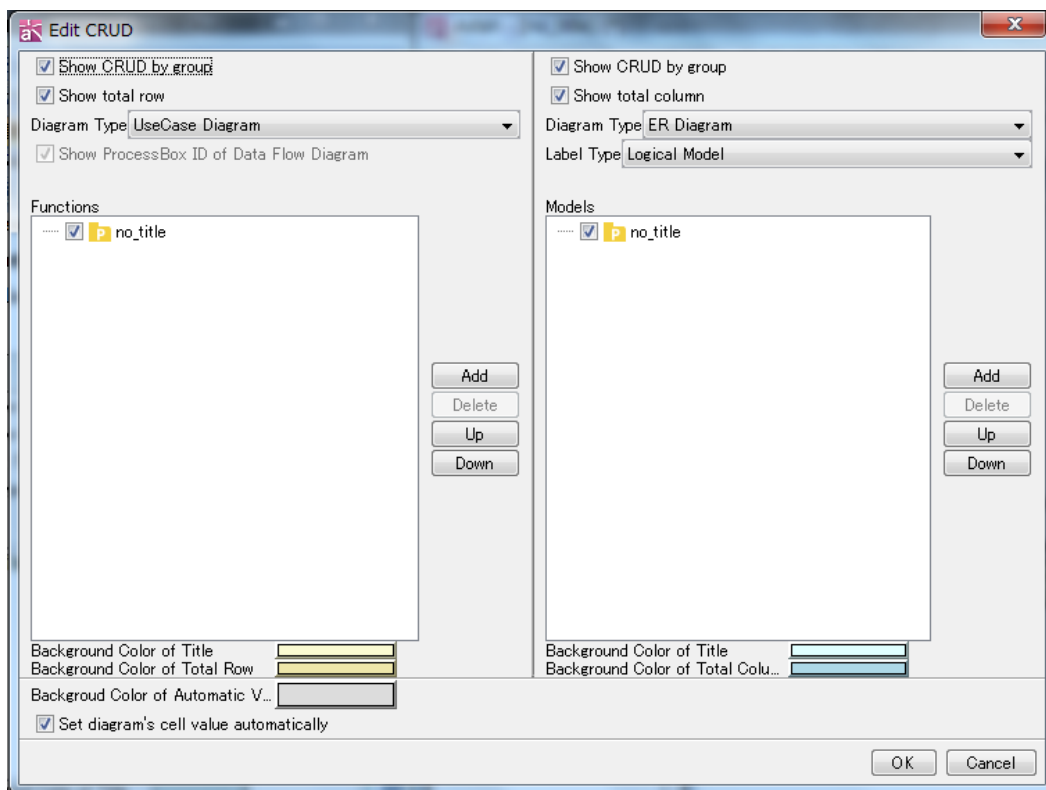 Edit CRUD
Show CRUD by group
Show total row
Diagram Type UseCase Diagram
Show ProcessBox ID of Data Flow Diagram
Functions
no_title
Add
Delete
Up
Down
Background Color of Title
Background Color of Total Row
Show CRUD by group
Show total column
Diagram Type ER Diagram
Label Type Logical Model
Models
no_title
Add
Delete
Up
Down
Background Color of Title
Background Color of Total Colu...
Backgroud Color of Automatic V...
Set diagram's cell value automatically
OK Cancel